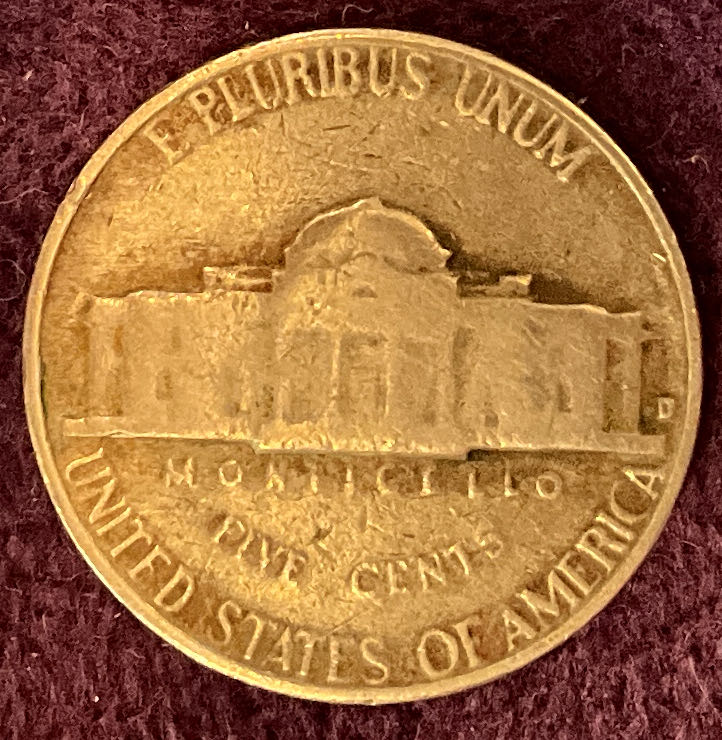 E PLURIBUS UNUM
D
MONTICELLO
FIVE CENTS
UNITED STATES OF AMERICA